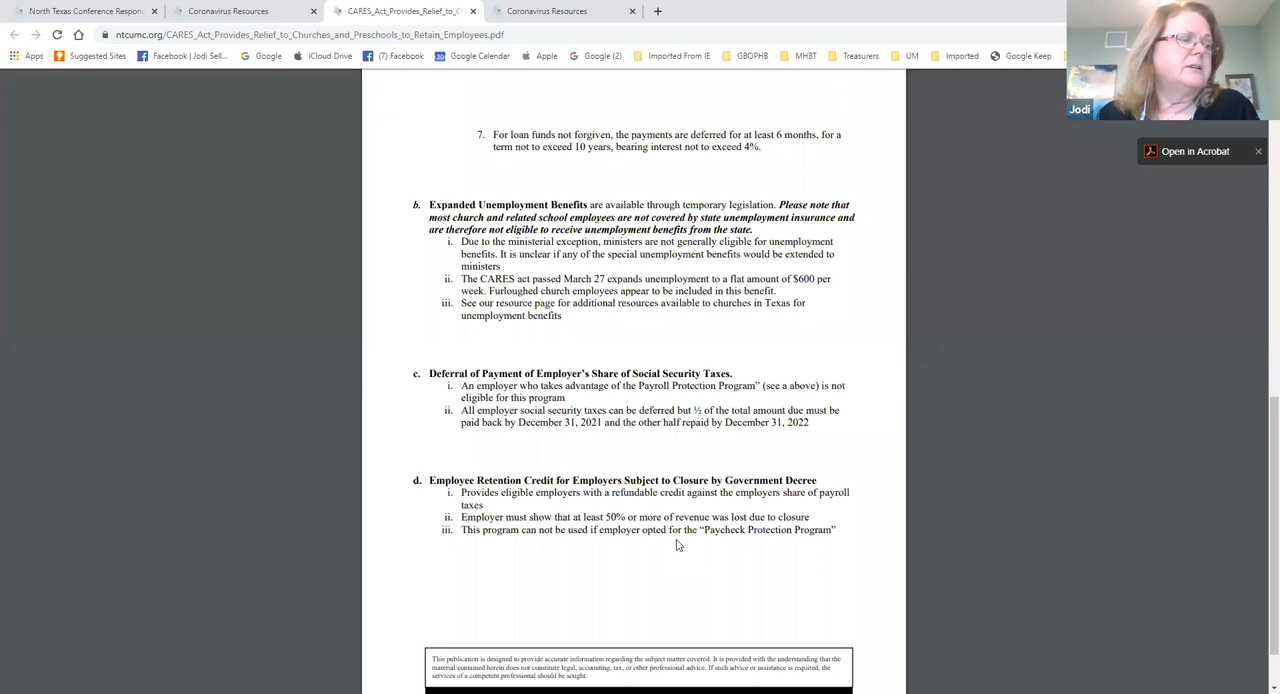 North Texas Conference Respon
Coronavirus Resources
CARES_Act_Provides_Relief_to_C
Coronavirus Resources
ntcumc.org/CARES_Act_Provides_Relief_to_Churches_and_Preschools_to_Retain_Employees.pdf
Apps
Suggested Sites
Facebook | Jodi Sell...
Google
iCloud Drive
(7) Facebook
Google Calendar
Apple
Google (2)
Imported From IE
GBOPHB
MHBT
Treasurers
UM
Imported
Google Keep
Jodi
Open in Acrobat
7. For loan funds not forgiven, the payments are deferred for at least 6 months, for a
term not to exceed 10 years, bearing interest not to exceed 4%.
b. Expanded Unemployment Benefits are available through temporary legislation. Please note that
most church and related school employees are not covered by state unemployment insurance and
are therefore not eligible to receive unemployment benefits from the state.
i. Due to the ministerial exception, ministers are not generally eligible for unemployment
benefits. It is unclear if any of the special unemployment benefits would be extended to
ministers
ii. The CARES act passed March 27 expands unemployment to a flat amount of $600 per
week. Furloughed church employees appear to be included in this benefit.
iii. See our resource page for additional resources available to churches in Texas for
unemployment benefits
c. Deferral of Payment of Employer's Share of Social Security Taxes.
i. An employer who takes advantage of the Payroll Protection Program" (see a above) is not
eligible for this program
ii. All employer social security taxes can be deferred but ½ of the total amount due must be
paid back by December 31, 2021 and the other half repaid by December 31, 2022
d. Employee Retention Credit for Employers Subject to Closure by Government Decree
i. Provides eligible employers with a refundable credit against the employers share of payroll
taxes
ii. Employer must show that at least 50% or more of revenue was lost due to closure
iii. This program can not be used if employer opted for the “Paycheck Protection Program”
This publication is designed to provide accurate information regarding the subject matter covered. It is provided with the understanding that the
material contained herein does not constitute legal, accounting, tax, or other professional advice. If such advice or assistance is required, the
services of a competent professional should be sought.